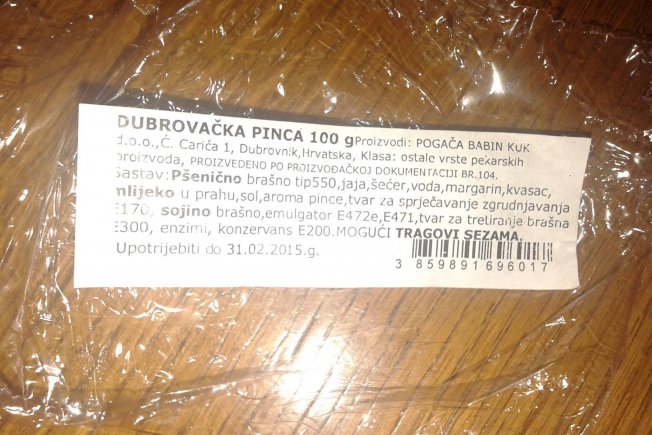 DUBROVAČKA PINCA 100 g Proizvodi: POGAČA BABIN KUK
d.o.o.,Ć. Carića 1, Dubrovnik,Hrvatska, Klasa: ostale vrste pekarskih
proizvoda, PROIZVEDENO PO PROIZVOĐAČKOJ DOKUMENTACIJI BR.104.
Sastav:Pšenično brašno tip550,jaja,šećer,voda,margarin,kvasac,
mlijeko u prahu,sol,aroma pince,tvar za sprječavanje zgrudnjavanja
E170, sojino brašno,emulgator E472e,E471,tvar za tretiranje brašna
E300, enzimi, konzervans E200.MOGUĆI TRAGOVI SEZAMA.
Upotrijebiti do 31.02.2015.g.
3 859891 696017